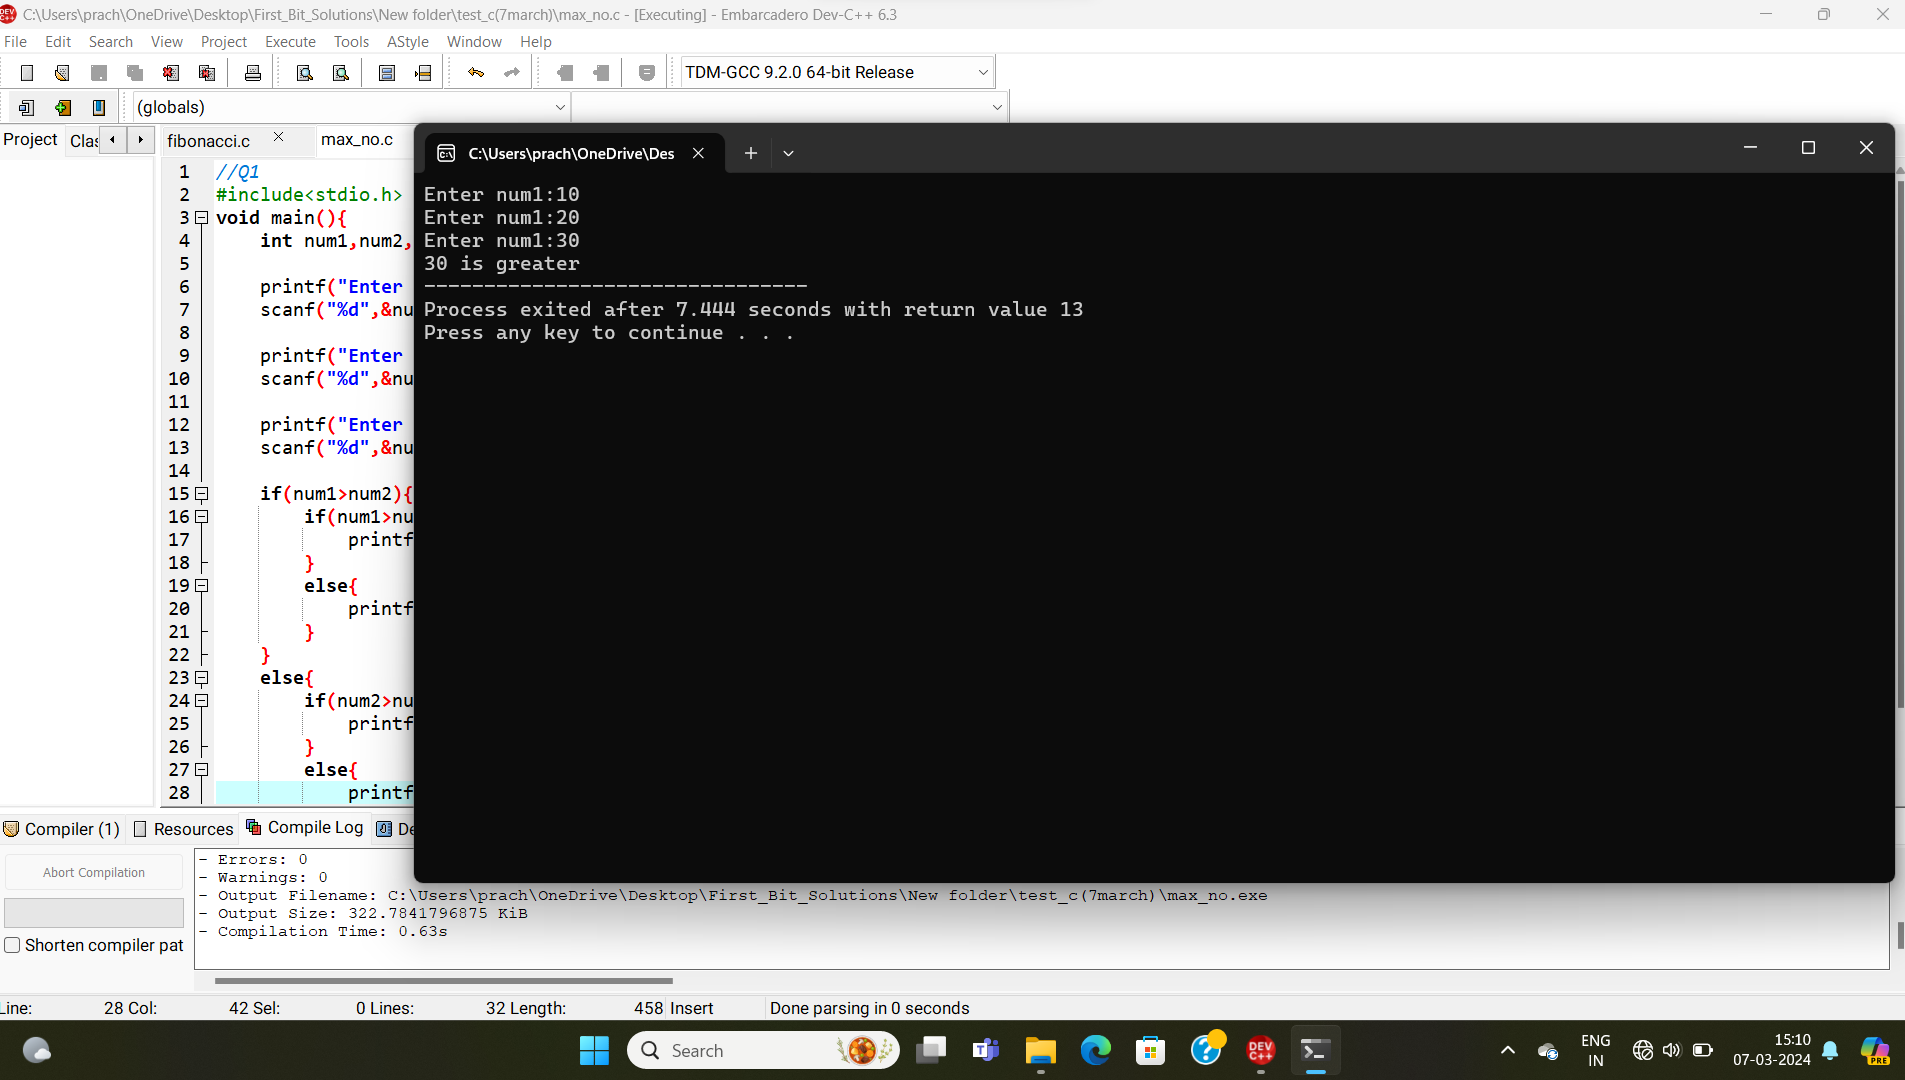 C:\Users\prach\OneDrive\Desktop\First_Bit_Solutions\New folder\test_c(7march)\max_no.c - [Executing] - Embarcadero Dev-C++ 6.3
File Edit Search View Project Execute Tools AStyle Window Help
TDM-GCC 9.2.0 64-bit Release
(globals)
Project Clas fibonacci.c max_no.c
C:\Users\prach\OneDrive\Des
1 //Q1
2 #include<stdio.h>
3 void main(){
4 int num1,num2,
5
6 printf("Enter
7 scanf("%d",&nu
8
9 printf("Enter
10 scanf("%d",&nu
11
12 printf("Enter
13 scanf("%d",&nu
14
15 if(num1>num2){
16 if(num1>nu
17 printf
18 }
19 else{
20 printf
21 }
22 }
23 else{
24 if(num2>nu
25 printf
26 }
27 else{
28 printf
Enter num1:10
Enter num1:20
Enter num1:30
30 is greater
--------------------------------
Process exited after 7.444 seconds with return value 13
Press any key to continue . . .
Compiler (1) Resources Compile Log De
Abort Compilation
Shorten compiler pat
- Errors: 0
- Warnings: 0
- Output Filename: C:\Users\prach\OneDrive\Desktop\First_Bit_Solutions\New folder\test_c(7march)\max_no.exe
- Output Size: 322.7841796875 KiB
- Compilation Time: 0.63s
Line: 28 Col: 42 Sel: 0 Lines: 32 Length: 458 Insert Done parsing in 0 seconds
Search
DEV C++
ENG
IN
15:10
07-03-2024
PRE